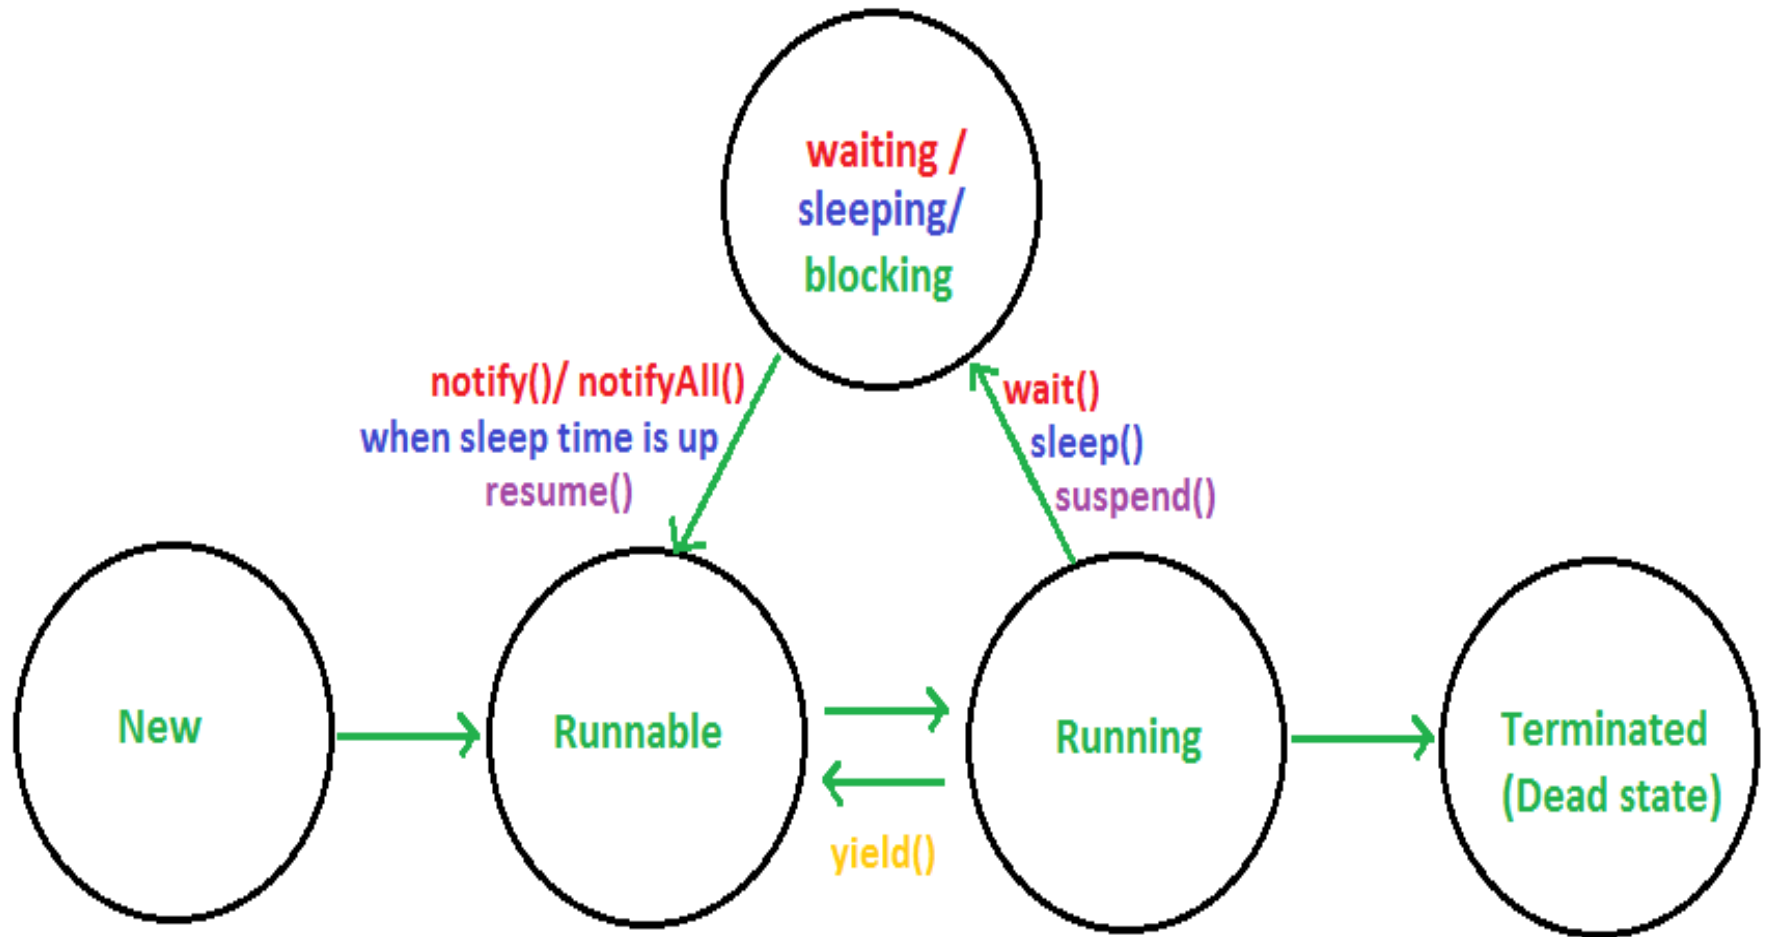 waiting /
sleeping/
blocking
notify()/ notifyAll()
when sleep time is up
resume()
wait()
sleep()
suspend()
New
Runnable
Running
Terminated
(Dead state)
yield()